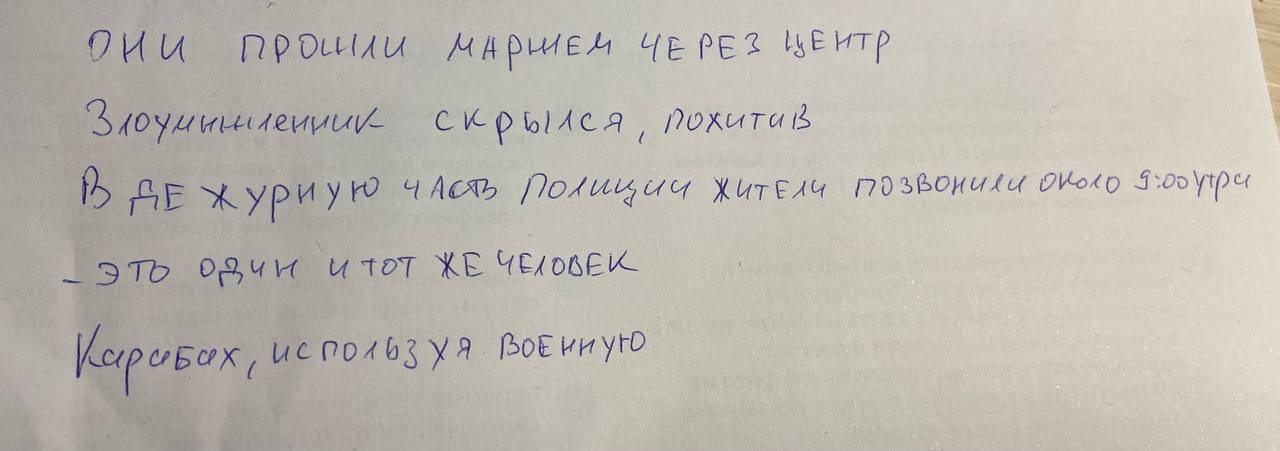 ОНИ ПРОШЛИ МАРШЕМ ЧЕРЕЗ ЦЕНТР
Злоумышленник скрылся, похитив
В ДЕЖУРНУЮ ЧАСТЬ ПОЛИЦИИ ЖИТЕЛИ ПОЗВОНИЛИ ОКОЛО 9:00 УТРА
- ЭТО ОДИН И ТОТ ЖЕ ЧЕЛОВЕК
Карабах, используя военную